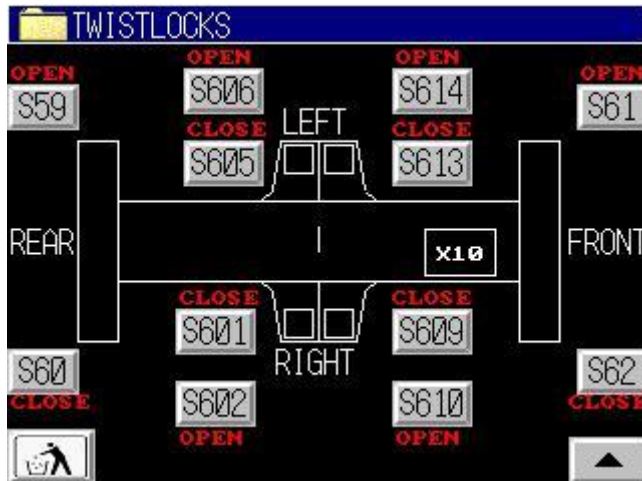 TWISTLOCKS
OPEN OPEN OPEN OPEN
S59 S606 S614 S61
CLOSE LEFT CLOSE
S605 S613
REAR X10 FRONT
CLOSE CLOSE
S601 S609
S60 RIGHT S62
CLOSE S602 S610 CLOSE
OPEN OPEN